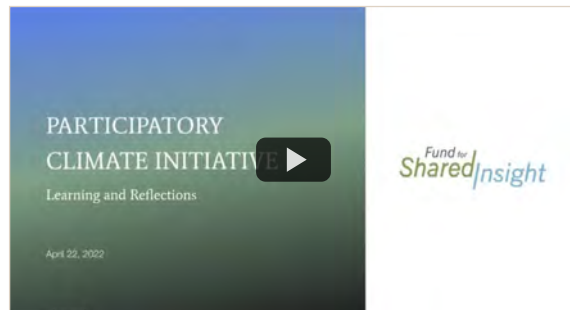 PARTICIPATORY
CLIMATE INITIATIVE
Learning and Reflections
April 22, 2022
Fund for
Shared Insight